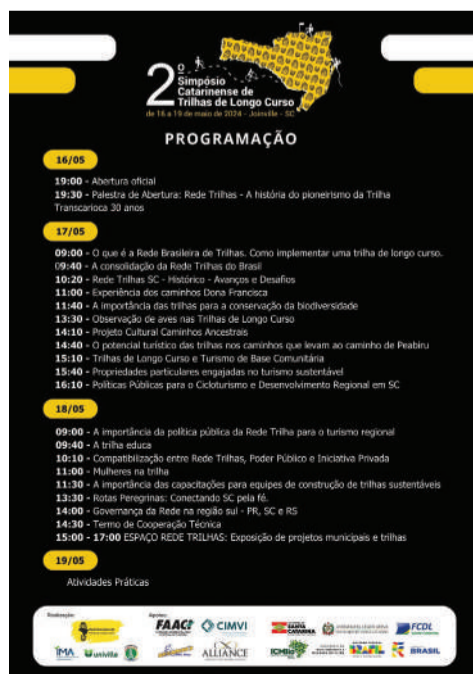 2º
Simpósio
Catarinense de
Trilhas de Longo Curso
de 16 a 19 de maio de 2024 - Joinville - SC
PROGRAMAÇÃO
16/05
19:00 - Abertura oficial
19:30 - Palestra de Abertura: Rede Trilhas - A história do pioneirismo da Trilha
Transcarioca 30 anos
17/05
09:00 - O que é a Rede Brasileira de Trilhas. Como implementar uma trilha de longo curso.
09:40 - A consolidação da Rede Trilhas do Brasil
10:20 - Rede Trilhas SC - Histórico - Avanços e Desafios
11:00 - Experiência dos caminhos Dona Francisca
11:40 - A importância das trilhas para a conservação da biodiversidade
13:30 - Observação de aves nas Trilhas de Longo Curso
14:10 - Projeto Cultural Caminhos Ancestrais
14:40 - O potencial turístico das trilhas nos caminhos que levam ao caminho de Peabiru
15:10 - Trilhas de Longo Curso e Turismo de Base Comunitária
15:40 - Propriedades particulares engajadas no turismo sustentável
16:10 - Políticas Públicas para o Cicloturismo e Desenvolvimento Regional em SC
18/05
09:00 - A importância da política pública da Rede Trilha para o turismo regional
09:40 - A trilha educa
10:10 - Compatibilização entre Rede Trilhas, Poder Público e Iniciativa Privada
11:00 - Mulheres na trilha
11:30 - A importância das capacitações para equipes de construção de trilhas sustentáveis
13:30 - Rotas Peregrinas: Conectando SC pela fé.
14:00 - Governança da Rede na região sul - PR, SC e RS
14:30 - Termo de Cooperação Técnica
15:00 - 17:00 ESPAÇO REDE TRILHAS: Exposição de projetos municipais e trilhas
19/05
Atividades Práticas
Realização:
Apoios:
FAACI
CIMVI
SANTA CATARINA
FCDL
IMA
univille
ALLIANCE
ICMBio
BRASIL
BRASIL